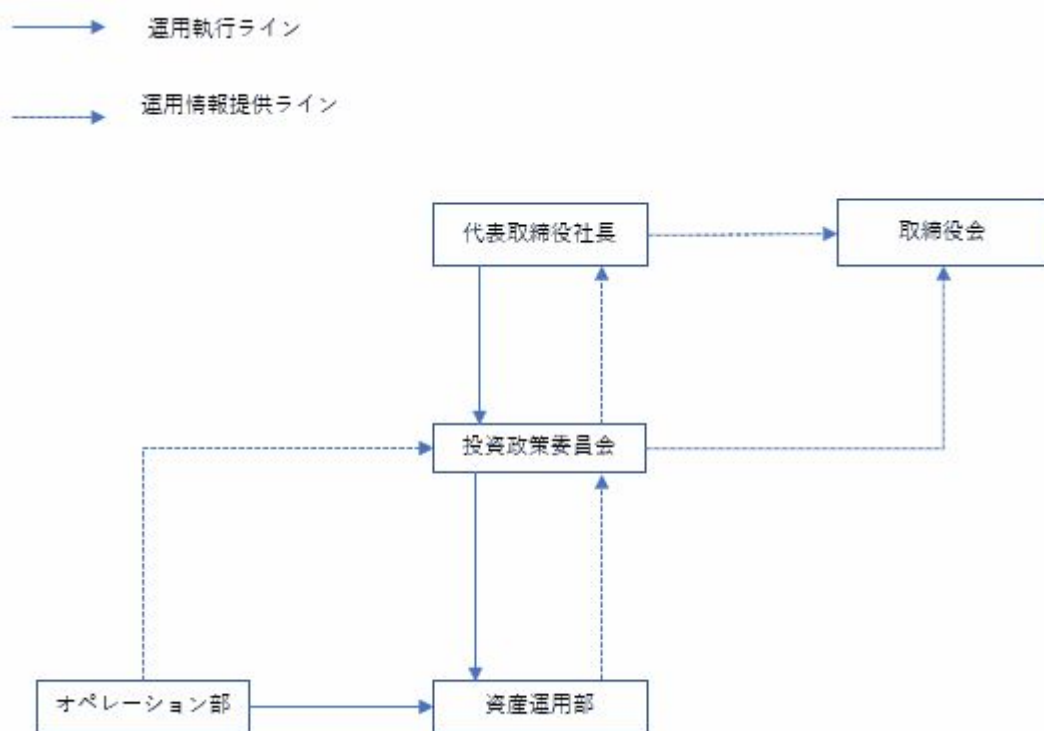 運用執行ライン
運用情報提供ライン
代表取締役社長
取締役会
投資政策委員会
オペレーション部
資産運用部